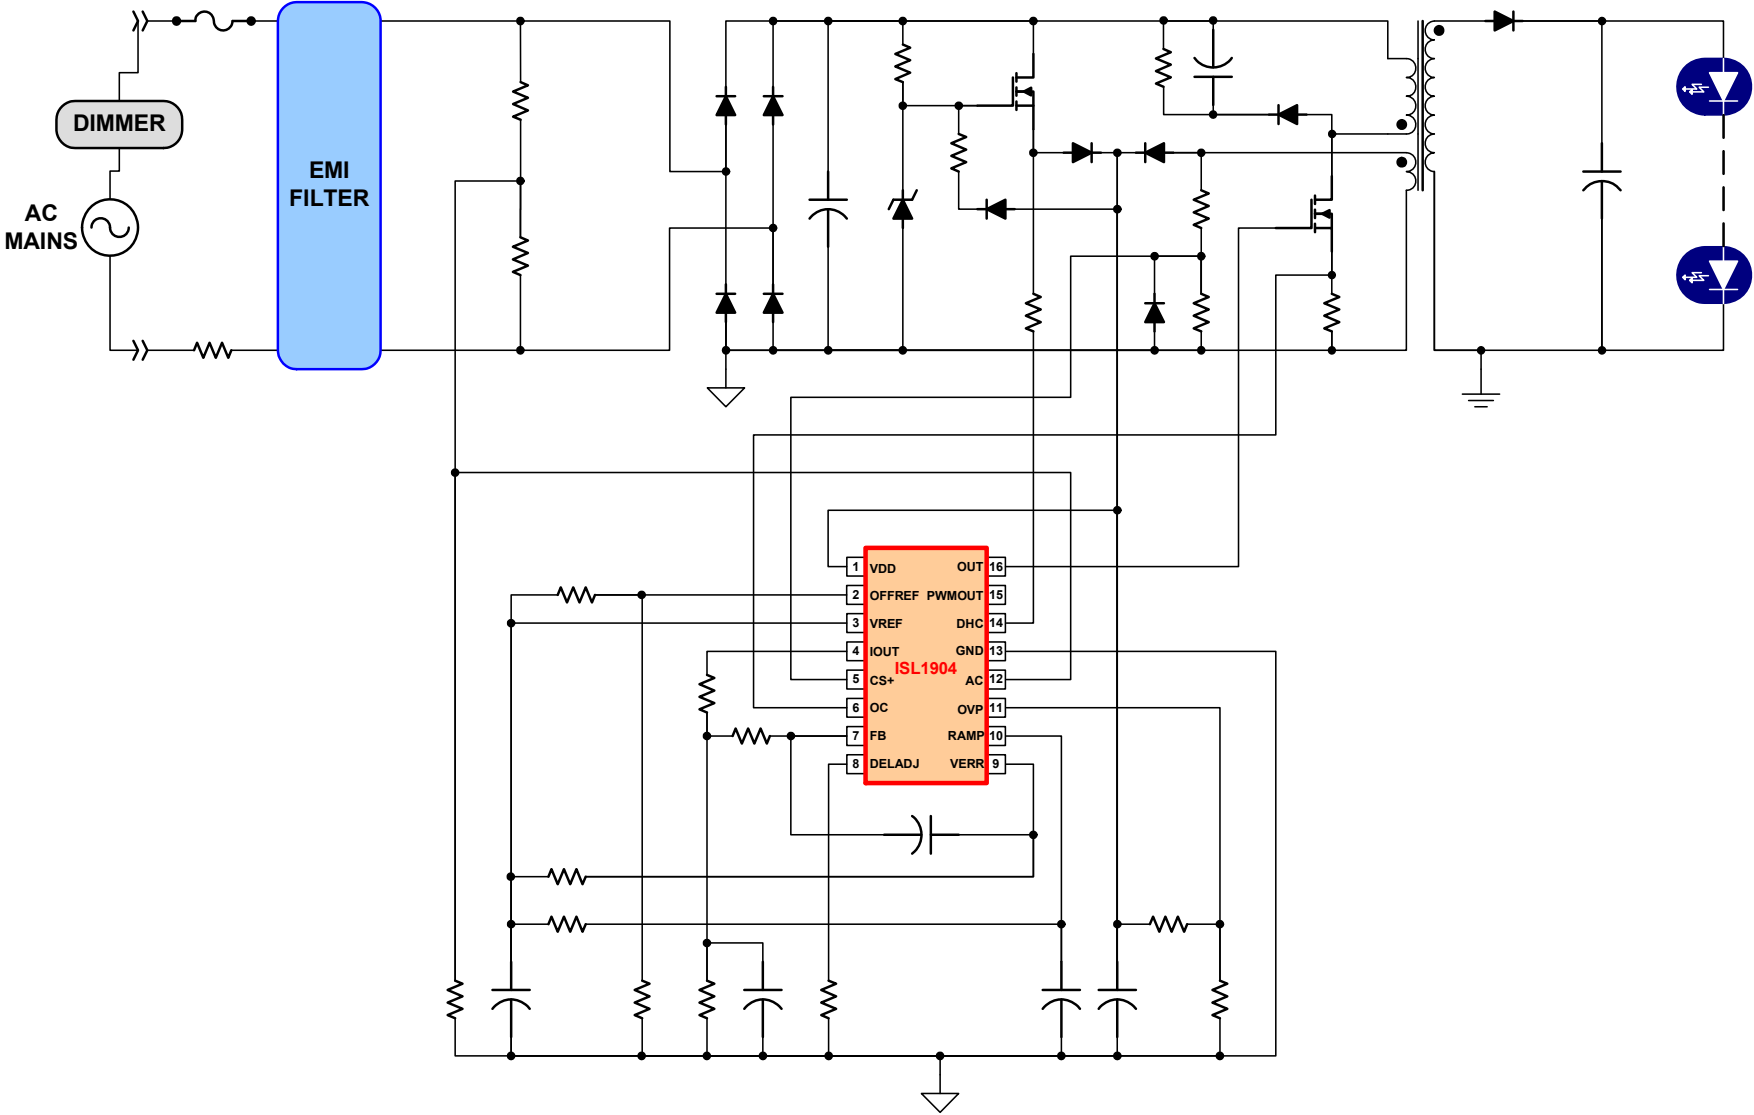 DIMMER
AC
MAINS
EMI
FILTER
1 VDD OUT 16
2 OFFREF PWMOUT 15
3 VREF DHC 14
4 IOUT GND 13
ISL1904
5 CS+ AC 12
6 OC OVP 11
7 FB RAMP 10
8 DELADJ VERR 9